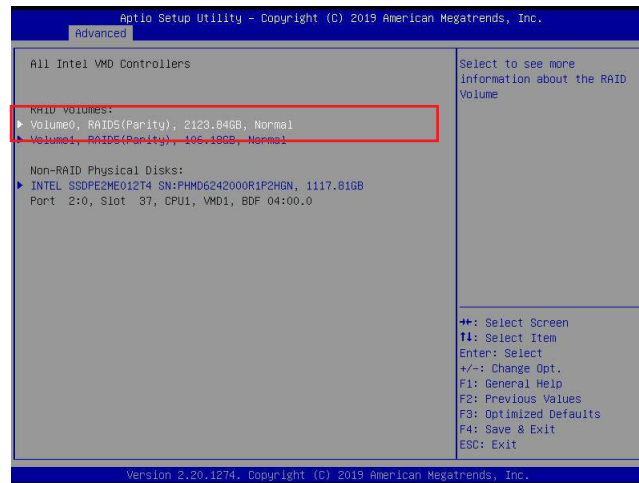 Aptio Setup Utility – Copyright (C) 2019 American Megatrends, Inc.
Advanced
All Intel VMD Controllers
RAID Volumes:
Volume0, RAID5(Parity), 2123.84GB, Normal
Volume1, RAID5(Parity), 106.18GB, Normal
Non-RAID Physical Disks:
INTEL SSDPE2ME012T4 SN:PHMD6242000R1P2HGN, 1117.81GB
Port 2:0, Slot 37, CPU1, VMD1, BDF 04:00.0
Select to see more
information about the RAID
Volume
→←: Select Screen
↑↓: Select Item
Enter: Select
+/-: Change Opt.
F1: General Help
F2: Previous Values
F3: Optimized Defaults
F4: Save & Exit
ESC: Exit
Version 2.20.1274. Copyright (C) 2019 American Megatrends, Inc.